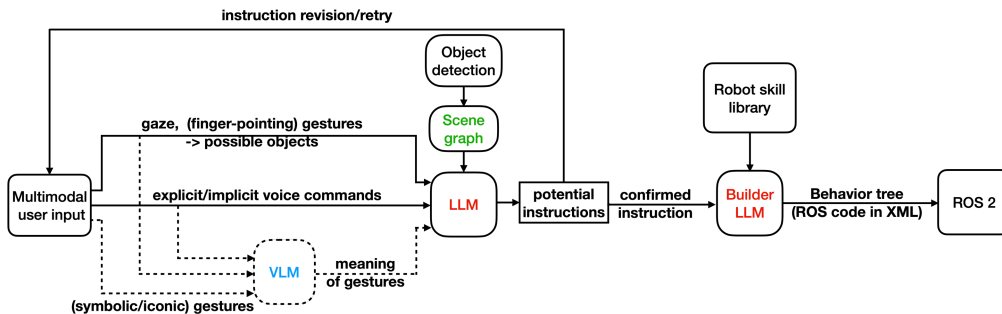 instruction revision/retry
Object
detection
Robot skill
library
gaze,  (finger-pointing) gestures
-> possible objects
Scene
graph
Multimodal
user input
explicit/implicit voice commands
LLM
potential
instructions
confirmed
instruction
Builder
LLM
Behavior tree
(ROS code in XML)
ROS 2
VLM
meaning
of gestures
(symbolic/iconic) gestures